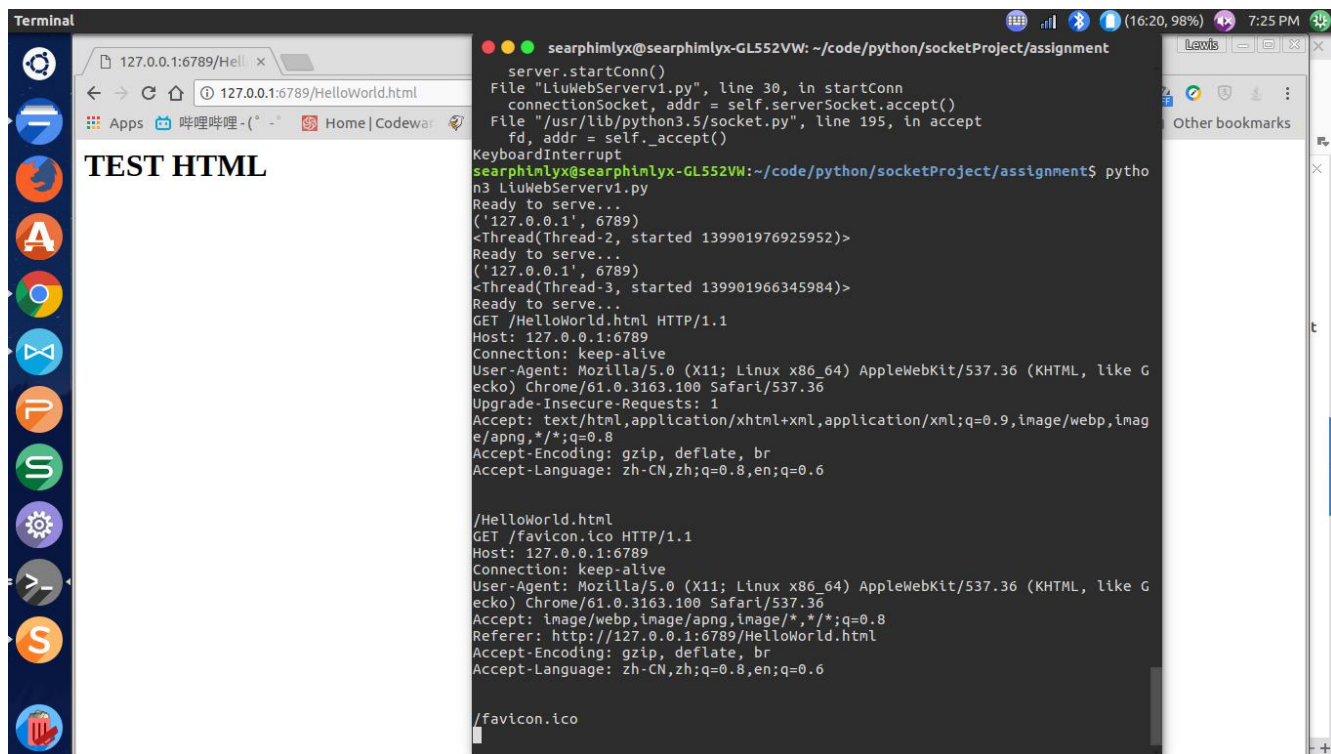 Terminal
(16:20, 98%) 7:25 PM
127.0.0.1:6789/Hell
Lewis
127.0.0.1:6789/HelloWorld.html
Apps 哔哩哔哩 - (゜-゜ Home | Codewar
Other bookmarks
TEST HTML
searphimlyx@searphimlyx-GL552VW: ~/code/python/socketProject/assignment
server.startConn()
File "LiuWebServerv1.py", line 30, in startConn
connectionSocket, addr = self.serverSocket.accept()
File "/usr/lib/python3.5/socket.py", line 195, in accept
fd, addr = self._accept()
KeyboardInterrupt
searphimlyx@searphimlyx-GL552VW:~/code/python/socketProject/assignment$ pytho
n3 LiuWebServerv1.py
Ready to serve...
('127.0.0.1', 6789)
<Thread(Thread-2, started 139901976925952)>
Ready to serve...
('127.0.0.1', 6789)
<Thread(Thread-3, started 139901966345984)>
Ready to serve...
GET /HelloWorld.html HTTP/1.1
Host: 127.0.0.1:6789
Connection: keep-alive
User-Agent: Mozilla/5.0 (X11; Linux x86_64) AppleWebKit/537.36 (KHTML, like G
ecko) Chrome/61.0.3163.100 Safari/537.36
Upgrade-Insecure-Requests: 1
Accept: text/html,application/xhtml+xml,application/xml;q=0.9,image/webp,imag
e/apng,*/*;q=0.8
Accept-Encoding: gzip, deflate, br
Accept-Language: zh-CN,zh;q=0.8,en;q=0.6
/HelloWorld.html
GET /favicon.ico HTTP/1.1
Host: 127.0.0.1:6789
Connection: keep-alive
User-Agent: Mozilla/5.0 (X11; Linux x86_64) AppleWebKit/537.36 (KHTML, like G
ecko) Chrome/61.0.3163.100 Safari/537.36
Accept: image/webp,image/apng,image/*,*/*;q=0.8
Referer: http://127.0.0.1:6789/HelloWorld.html
Accept-Encoding: gzip, deflate, br
Accept-Language: zh-CN,zh;q=0.8,en;q=0.6
/favicon.ico